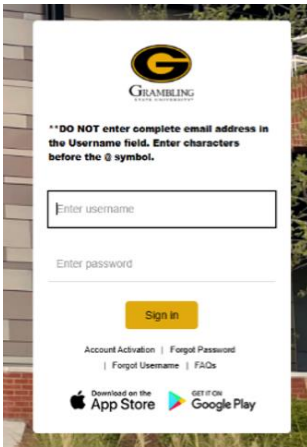 GRAMBLING
STATE UNIVERSITY
**DO NOT enter complete email address in
the Username field. Enter characters
before the @ symbol.
Enter username
Enter password
Sign in
Account Activation | Forgot Password
| Forgot Username | FAQs
Download on the
App Store
GET IT ON
Google Play